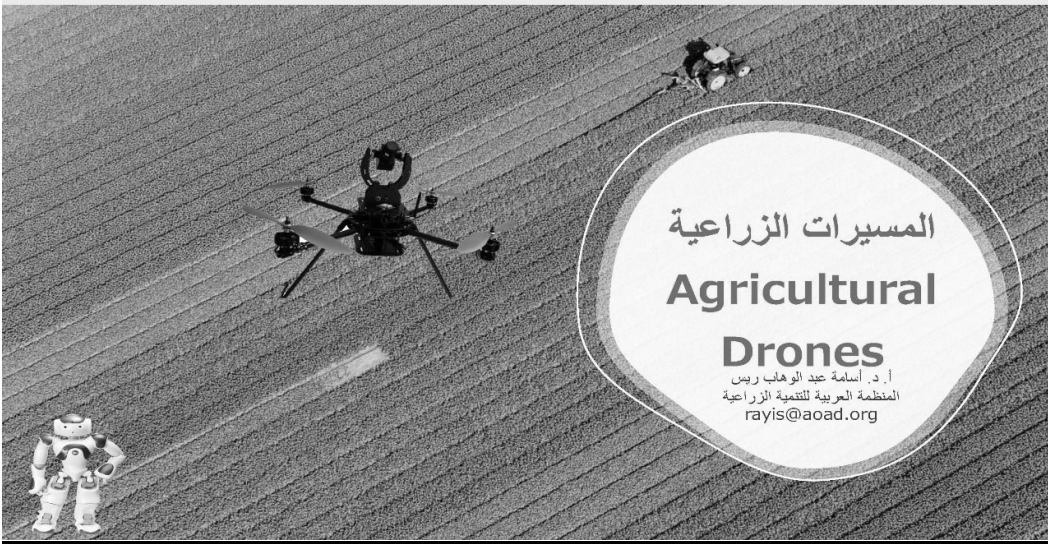 المسيرات الزراعية
Agricultural
Drones
أ. د. أسامة عبد الوهاب ريس
المنظمة العربية للتنمية الزراعية
rayis@aoad.org